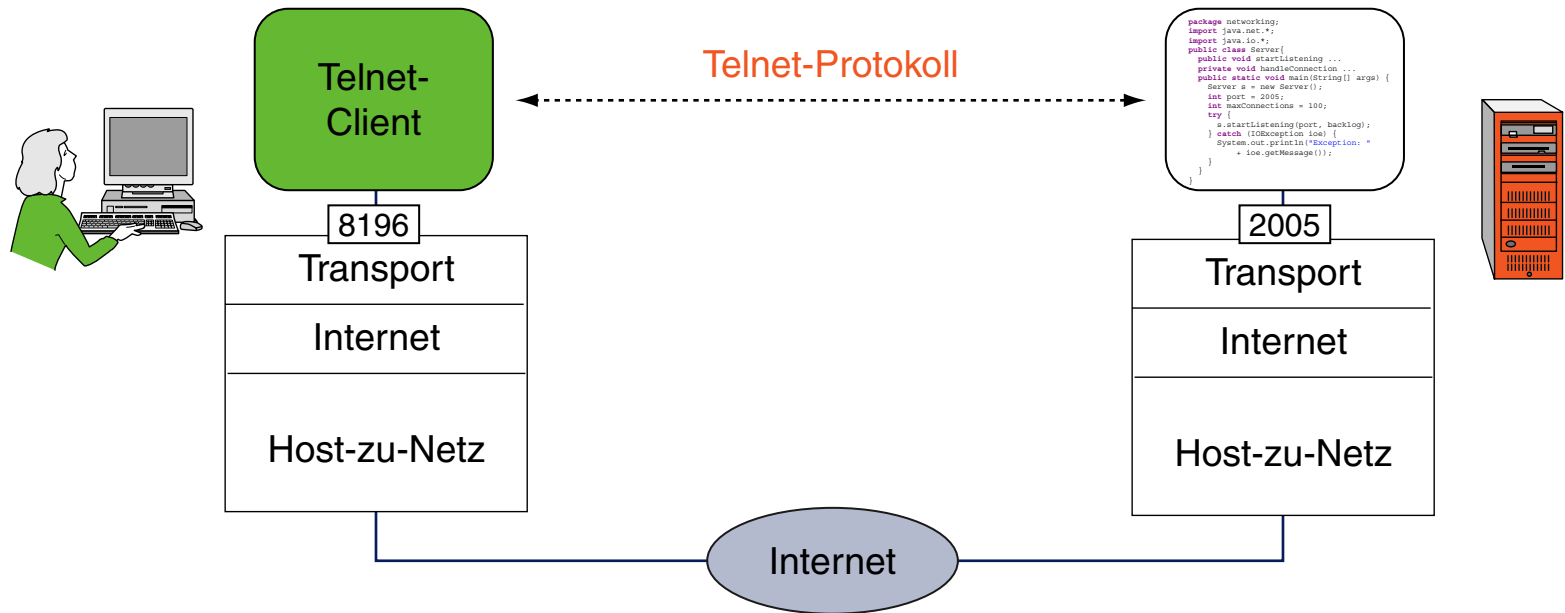 Telnet-
Client
Telnet-Protokoll
package networking;
import java.net.*;
import java.io.*;
public class Server{
  public void startListening ...
  private void handleConnection ...
  public static void main(String[] args) {
    Server s = new Server();
    int port = 2005;
    int maxConnections = 100;
    try {
      s.startListening(port, backlog);
    } catch (IOException ioe) {
      System.out.println("Exception: "
        + ioe.getMessage());
    }
  }
}
8196
2005
Transport
Internet
Host-zu-Netz
Transport
Internet
Host-zu-Netz
Internet